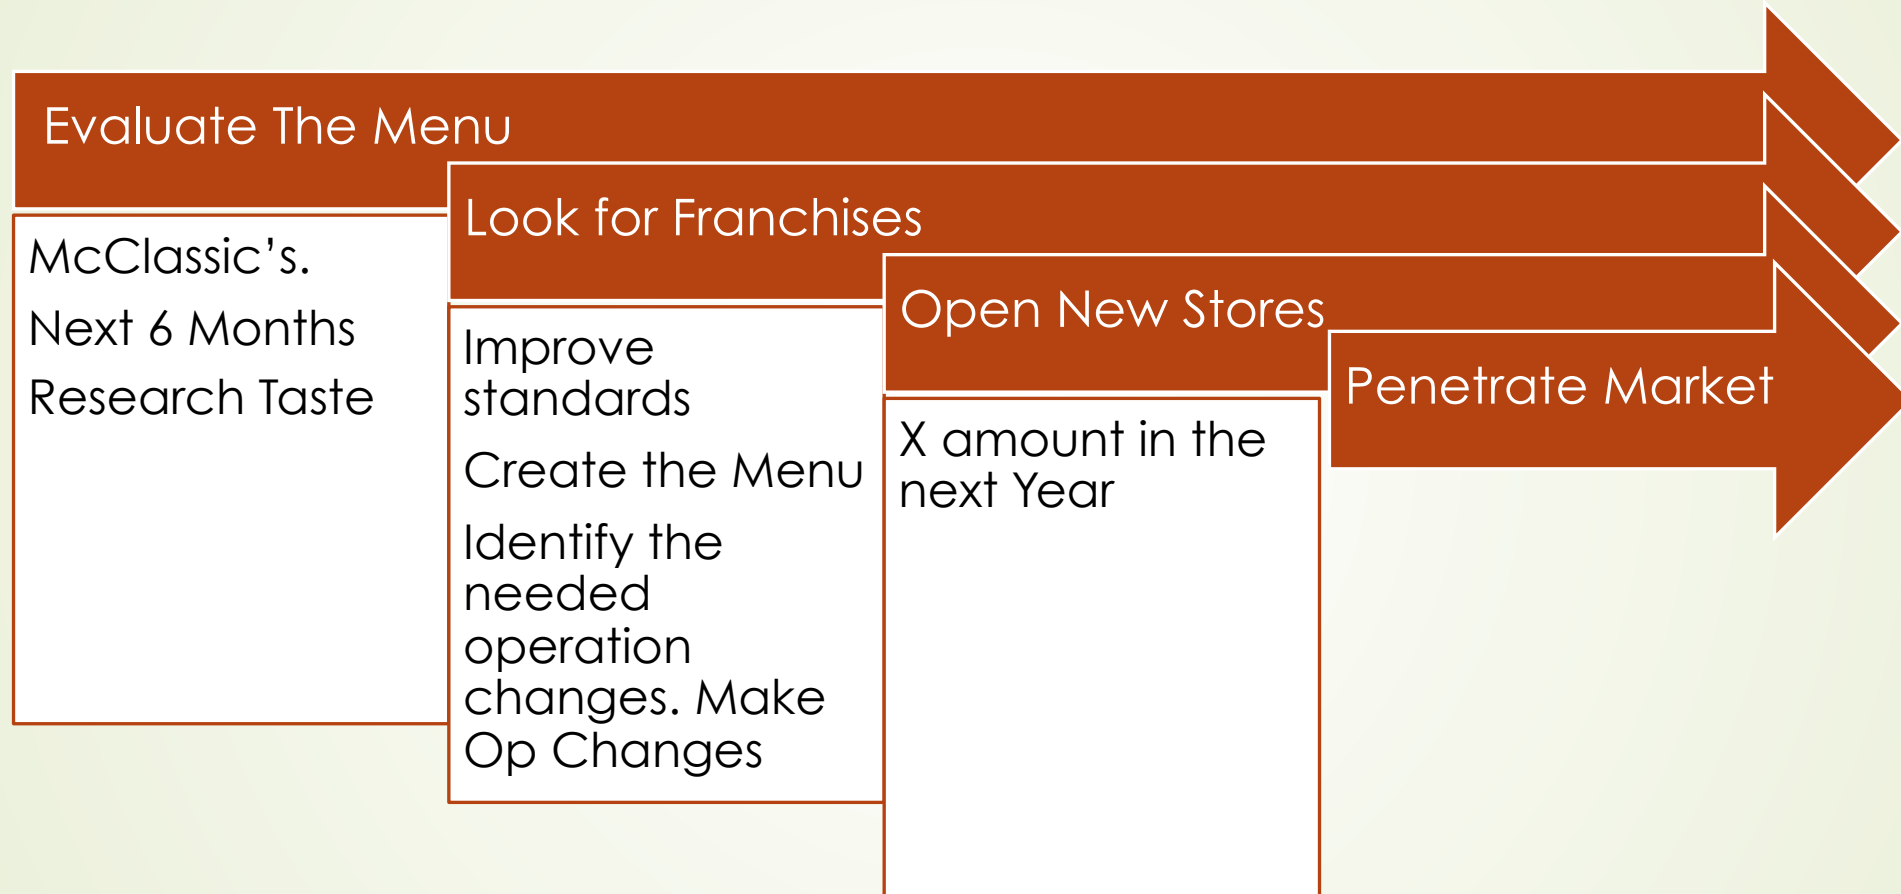 Evaluate The Menu
McClassic's.
Next 6 Months
Research Taste
Look for Franchises
Improve
standards
Create the Menu
Identify the
needed
operation
changes. Make
Op Changes
Open New Stores
X amount in the
next Year
Penetrate Market